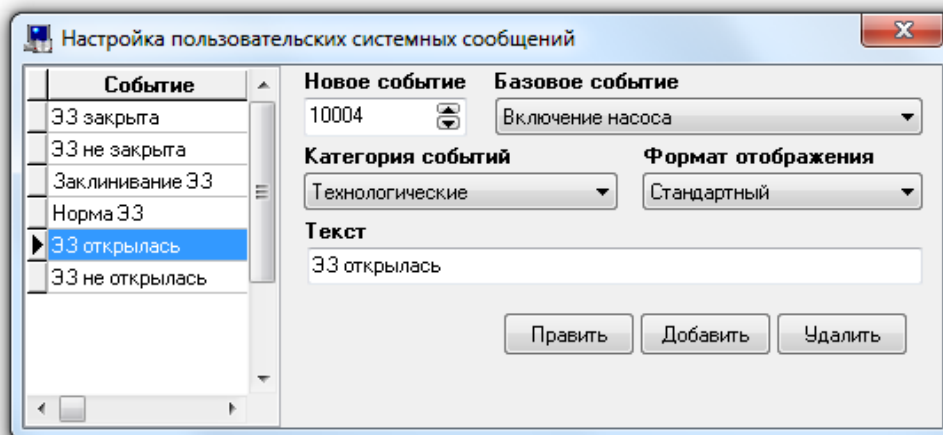 Настройка пользовательских системных сообщений
Событие
ЭЗ закрыта
ЭЗ не закрыта
Заклинивание ЭЗ
Норма ЭЗ
ЭЗ открылась
ЭЗ не открылась
Новое событие
Базовое событие
10004
Включение насоса
Категория событий
Формат отображения
Технологические
Стандартный
Текст
ЭЗ открылась
Править
Добавить
Удалить